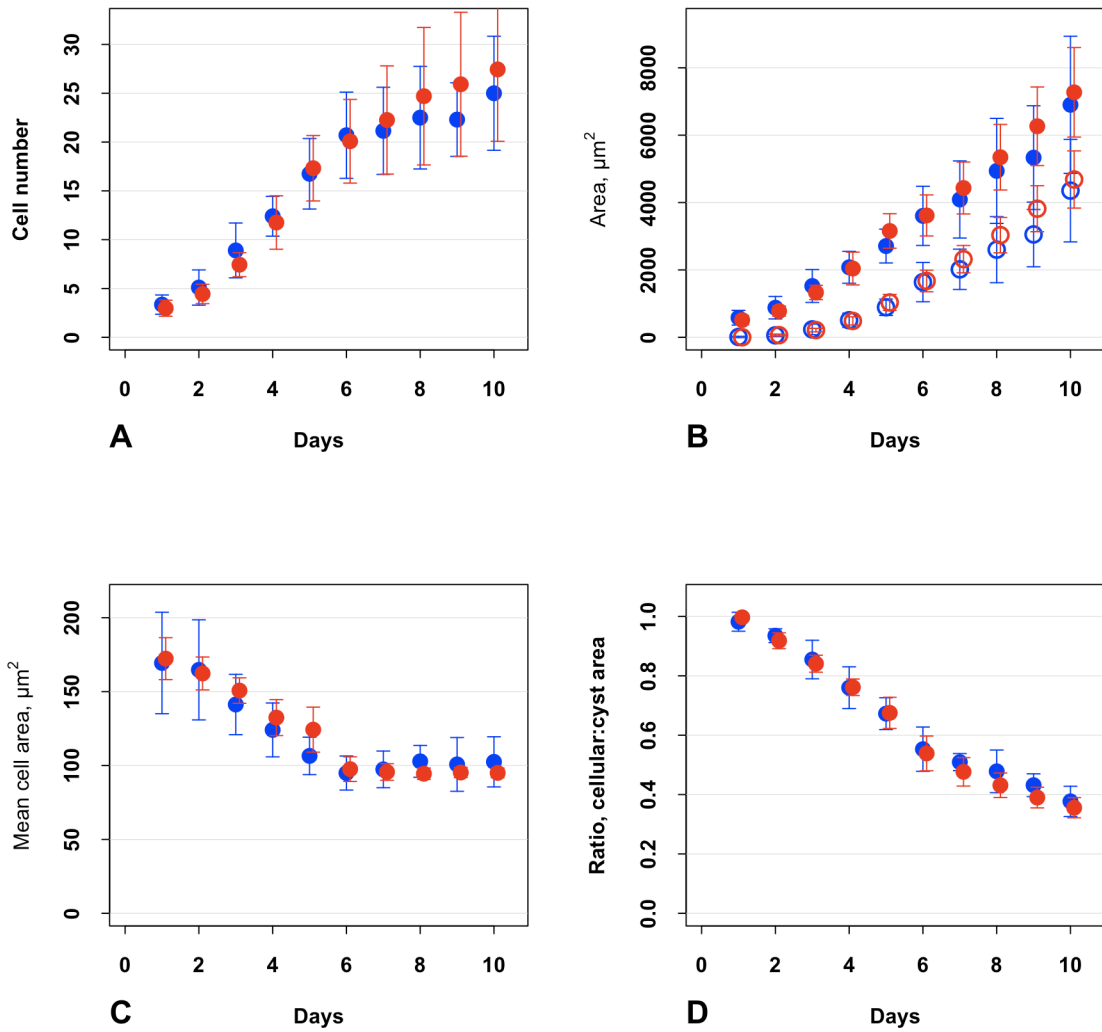 Cell number
30
25
20
15
10
5
0
0 2 4 6 8 10
A Days
Area, µm²
8000
6000
4000
2000
0
0 2 4 6 8 10
B Days
Mean cell area, µm²
200
150
100
50
0
0 2 4 6 8 10
C Days
Ratio, cellular:cyst area
1.0
0.8
0.6
0.4
0.2
0.0
0 2 4 6 8 10
D Days